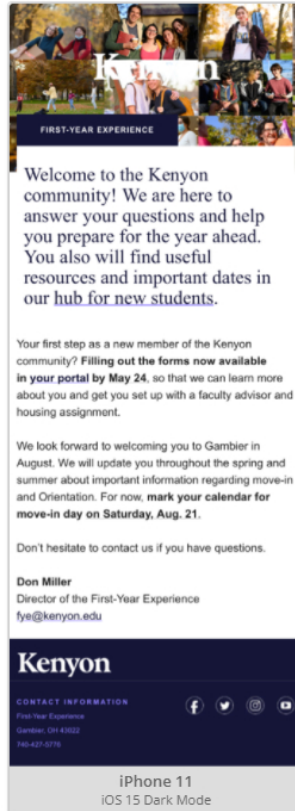 Kenyon
FIRST-YEAR EXPERIENCE
Welcome to the Kenyon
community! We are here to
answer your questions and help
you prepare for the year ahead.
You also will find useful
resources and important dates in
our hub for new students.
Your first step as a new member of the Kenyon
community? Filling out the forms now available
in your portal by May 24, so that we can learn more
about you and get you set up with a faculty advisor and
housing assignment.
We look forward to welcoming you to Gambier in
August. We will update you throughout the spring and
summer about important information regarding move-in
and Orientation. For now, mark your calendar for
move-in day on Saturday, Aug. 21.
Don't hesitate to contact us if you have questions.
Don Miller
Director of the First-Year Experience
fye@kenyon.edu
Kenyon
CONTACT INFORMATION
First-Year Experience
Gambier, OH 43022
740-427-5776
iPhone 11
iOS 15 Dark Mode